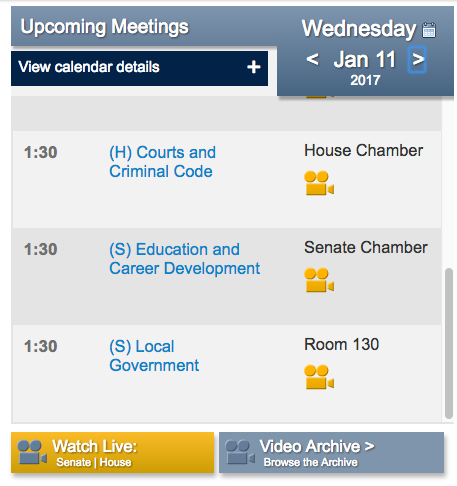 Upcoming Meetings
Wednesday
View calendar details +
< Jan 11 >
2017
1:30 (H) Courts and House Chamber
Criminal Code
1:30 (S) Education and Senate Chamber
Career Development
1:30 (S) Local Room 130
Government
Watch Live: Video Archive >
Senate | House Browse the Archive